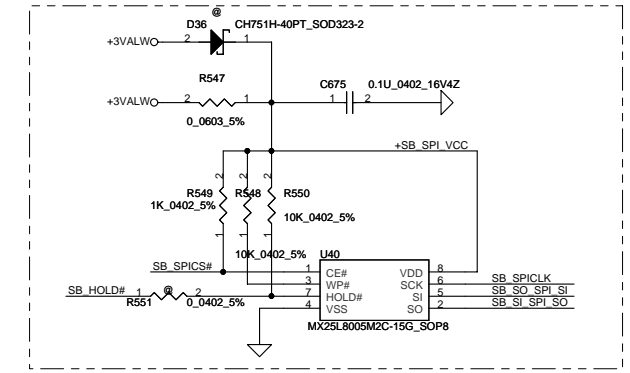 @
D36 CH751H-40PT_SOD323-2
+3VALW 2 1
R547 C675 0.1U_0402_16V4Z
+3VALW 2 1 1 2
0_0603_5%
+SB_SPI_VCC
2 2 2
R549 R548 R550
1K_0402_5% 10K_0402_5%
1 1 1
10K_0402_5% U40
SB_SPICS# 1 CE# VDD 8
3 WP# SCK 6 SB_SPICLK
SB_HOLD# 1 @ 2 7 HOLD# SI 5 SB_SO_SPI_SI
R551 0_0402_5% 4 VSS SO 2 SB_SI_SPI_SO
MX25L8005M2C-15G_SOP8